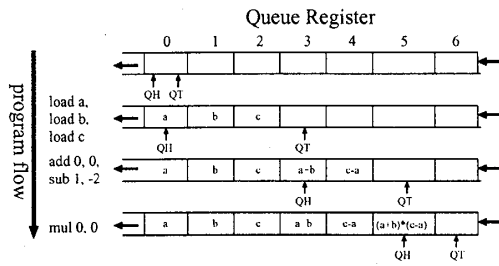 Queue Register
0 1 2 3 4 5 6
QH QT
program flow
load a,
load b,
load c
a b c
QH QT
add 0, 0,
sub 1, -2
a b c a+b c-a
QH QT
mul 0, 0
a b c a-b c-a (a+b)*(c-a)
QH QT